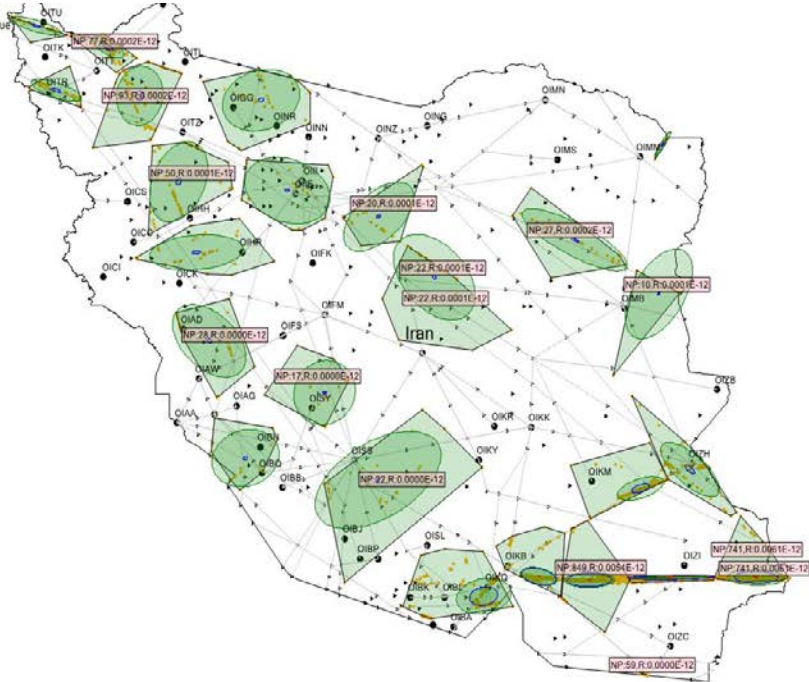 OITU
ue
NP:77,R:0.0002E-12
OITK
OITL
OITT
OITR
NP:93,R:0.0002E-12
OIGG
OIMN
OINR
OING
OITZ
OINN
OINZ
OIMM
OIMS
NP:50,R:0.0001E-12
OICS
NP:20,R:0.0001E-12
OIHH
NP:27,R:0.0002E-12
OIHR
OIFK
OICI
OICK
NP:22,R:0.0001E-12
NP:10,R:0.0001E-12
NP:22,R:0.0001E-12
OIMB
OIFM
OIAD
Iran
OIFS
NP:28,R:0.0000E-12
OIAW
NP:17,R:0.0000E-12
OIZB
OIAG
OISY
OIAA
OIKR
OIKK
OISS
OIKY
OIZH
OIBQ
OIKM
OIBB
NP:92,R:0.0000E-12
OIBJ
OISL
OIBP
NP:741,R:0.0061E-12
OIKB
OIZI
NP:849,R:0.0054E-12
NP:741,R:0.0061E-12
OIKQ
OIBK
OIBL
OIBA
OIZC
NP:59,R:0.0000E-12